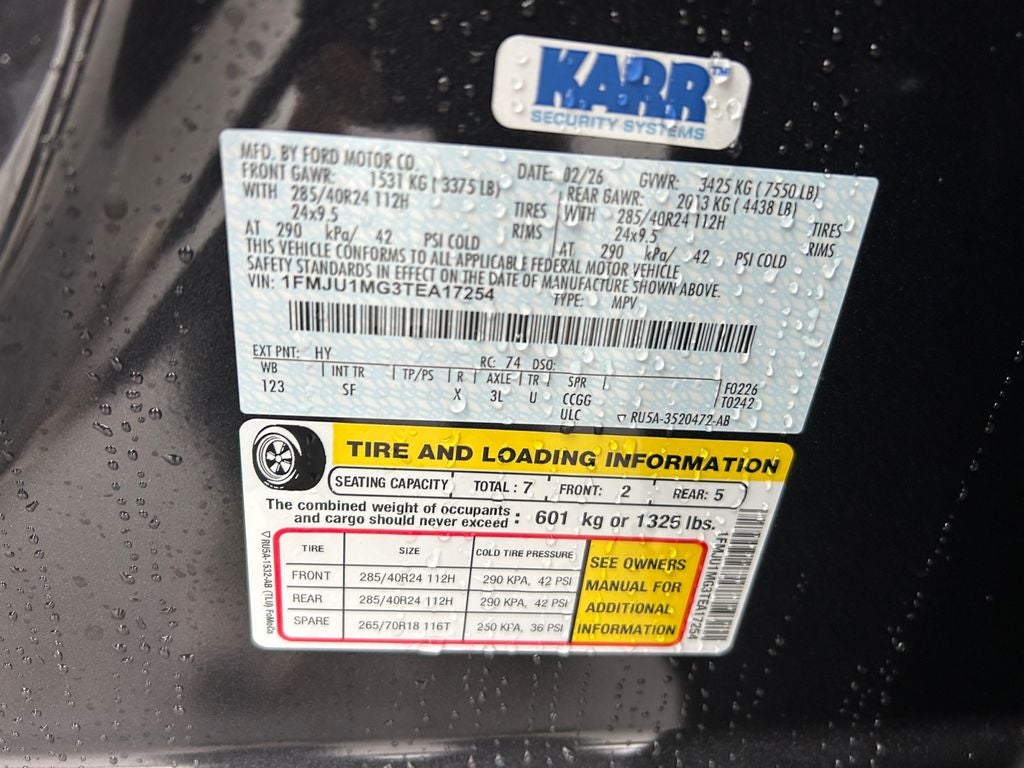 KARR™
SECURITY SYSTEMS
MFD. BY FORD MOTOR CO. DATE: 02/26 GVWR: 3425 KG ( 7550 LB)
FRONT GAWR: 1531 KG ( 3375 LB) REAR GAWR: 2013 KG ( 4438 LB)
WITH 285/40R24 112H TIRES WITH 285/40R24 112H TIRES
24x9.5 RIMS 24x9.5 RIMS
AT 290 kPa/ 42 PSI COLD AT 290 kPa/ 42 PSI COLD
THIS VEHICLE CONFORMS TO ALL APPLICABLE FEDERAL MOTOR VEHICLE
SAFETY STANDARDS IN EFFECT ON THE DATE OF MANUFACTURE SHOWN ABOVE.
VIN: 1FMJU1MG3TEA17254 TYPE: MPV
EXT PNT: HY RC: 74 DSO:
WB INT TR TP/PS R AXLE TR SPR F0226
123 SF X 3L U CCGG T0242
ULC ▽ RU5A-3520472-AB
TIRE AND LOADING INFORMATION
SEATING CAPACITY TOTAL : 7 FRONT: 2 REAR: 5
The combined weight of occupants
and cargo should never exceed : 601 kg or 1325 lbs.
TIRE SIZE COLD TIRE PRESSURE
FRONT 285/40R24 112H 290 KPA, 42 PSI
REAR 285/40R24 112H 290 KPA, 42 PSI
SPARE 265/70R18 116T 250 KPA, 36 PSI
SEE OWNERS
MANUAL FOR
ADDITIONAL
INFORMATION
▽ RU5A-1532-AB (TLU) FoMoCo
1FMJU1MG3TEA17254